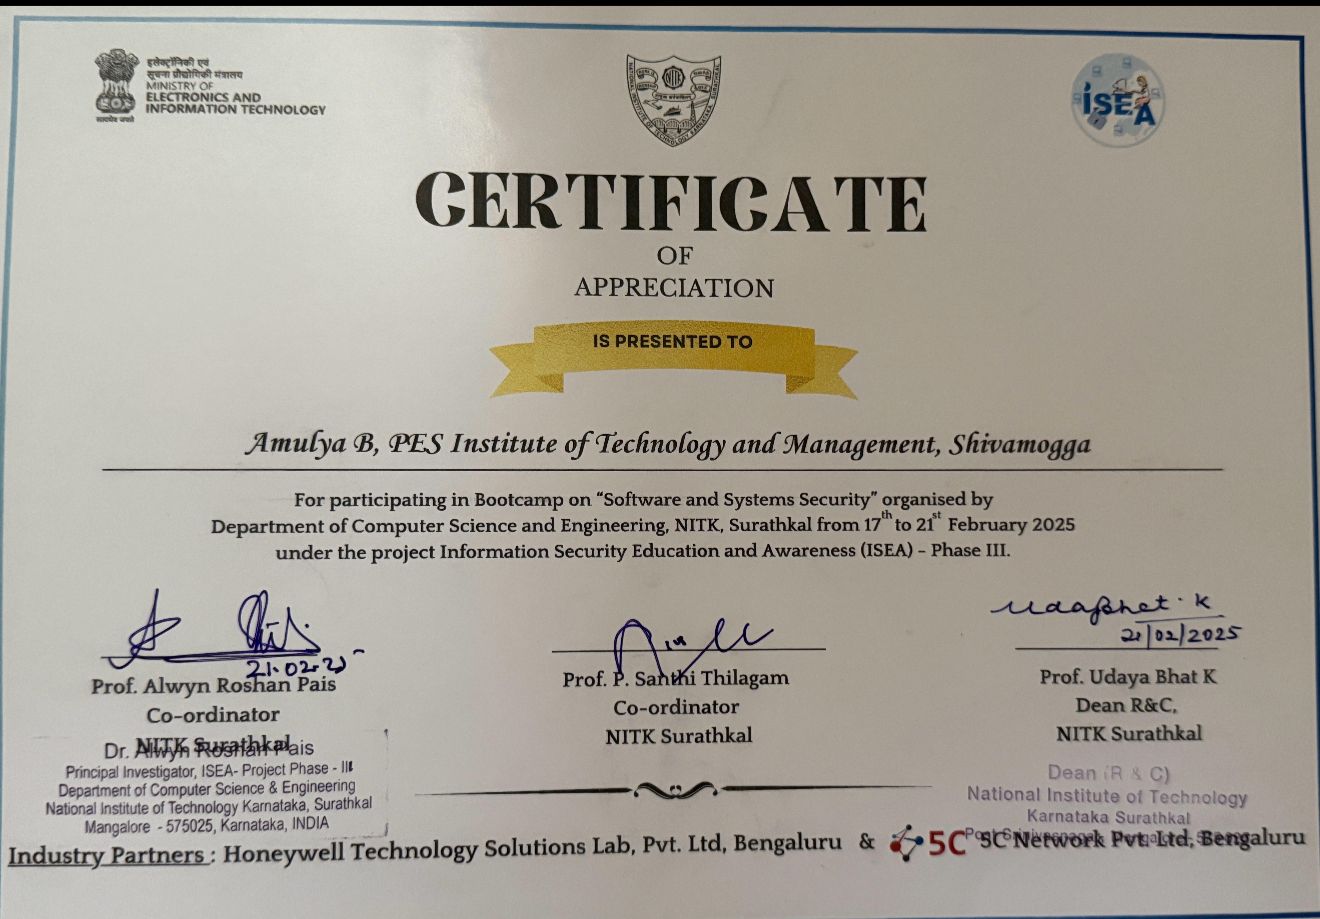 इलेक्ट्रॉनिकी एवं
सूचना प्रौद्योगिकी मंत्रालय
MINISTRY OF
ELECTRONICS AND
INFORMATION TECHNOLOGY
सत्यमेव जयते
NITK
ISEA
CERTIFICATE
OF
APPRECIATION
IS PRESENTED TO
Amulya B, PES Institute of Technology and Management, Shivamogga
For participating in Bootcamp on “Software and Systems Security” organised by
Department of Computer Science and Engineering, NITK, Surathkal from 17th to 21st February 2025
under the project Information Security Education and Awareness (ISEA) – Phase III.
21.02.25
Prof. Alwyn Roshan Pais
Co-ordinator
NITK Surathkal
Dr. Alwyn Roshan Pais
Principal Investigator, ISEA- Project Phase - III
Department of Computer Science & Engineering
National Institute of Technology Karnataka, Surathkal
Mangalore - 575025, Karnataka, INDIA
Prof. P. Santhi Thilagam
Co-ordinator
NITK Surathkal
UdayaBhat. K
21/02/2025
Prof. Udaya Bhat K
Dean R&C,
NITK Surathkal
Dean (R & C)
National Institute of Technology
Karnataka Surathkal
Industry Partners : Honeywell Technology Solutions Lab, Pvt. Ltd, Bengaluru & 5C 5C Network Pvt. Ltd, Bengaluru